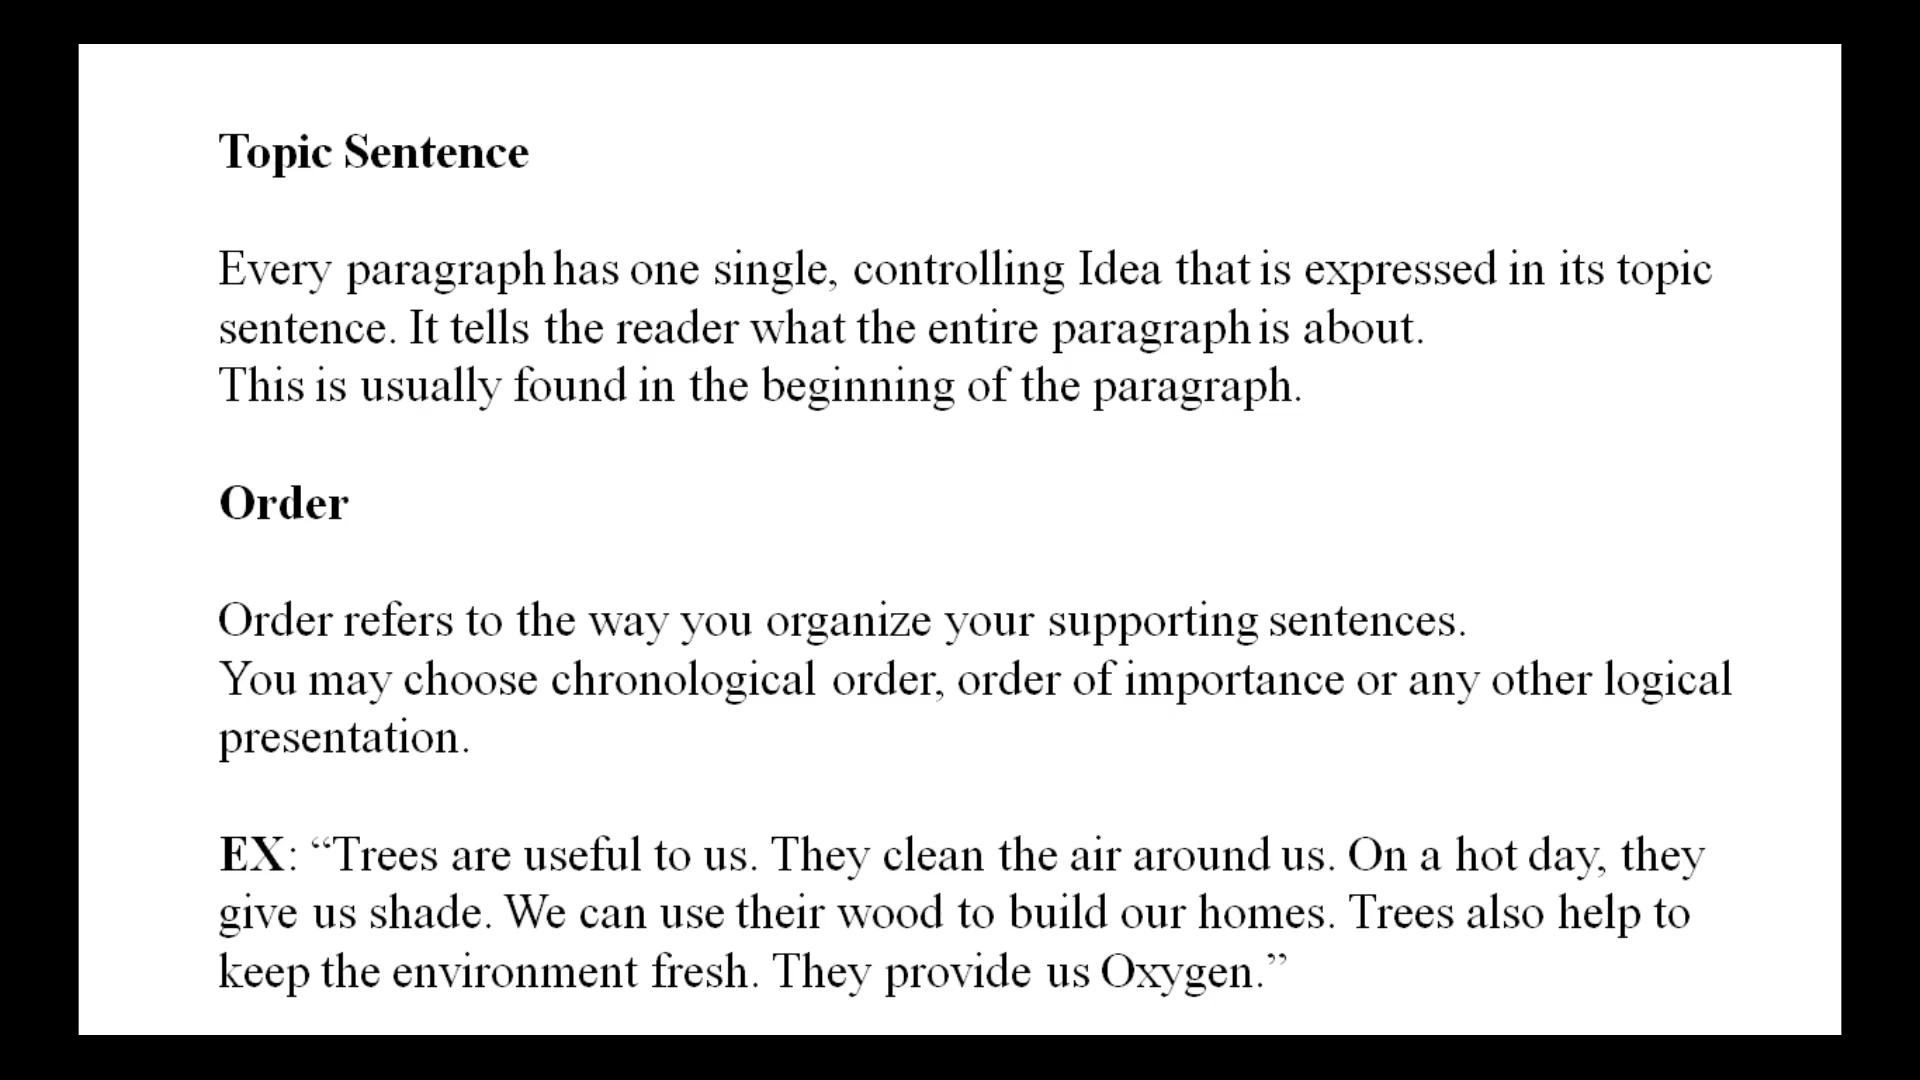 Topic Sentence
Every paragraph has one single, controlling Idea that is expressed in its topic
sentence. It tells the reader what the entire paragraph is about.
This is usually found in the beginning of the paragraph.
Order
Order refers to the way you organize your supporting sentences.
You may choose chronological order, order of importance or any other logical
presentation.
EX: “Trees are useful to us. They clean the air around us. On a hot day, they
give us shade. We can use their wood to build our homes. Trees also help to
keep the environment fresh. They provide us Oxygen.”